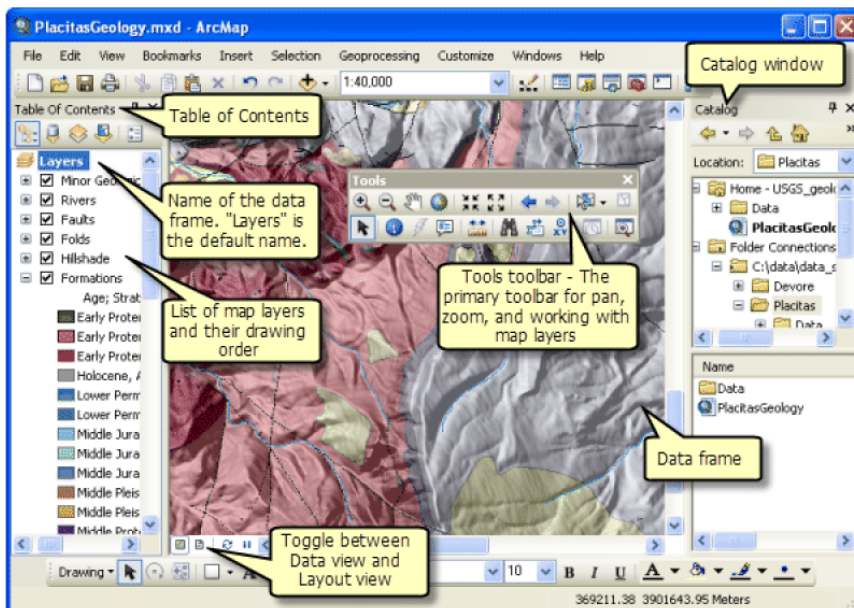 PlacitasGeology.mxd - ArcMap
File Edit View Bookmarks Insert Selection Geoprocessing Customize Windows Help
1:40,000
Catalog window
Table Of Contents
Table of Contents
Catalog
Location: Placitas
Layers
Minor Geologic
Rivers
Faults
Folds
Hillshade
Formations
Age; Strat
Early Proter
Early Proter
Early Proter
Holocene, A
Lower Perm
Lower Perm
Middle Jura
Middle Jura
Middle Jura
Middle Pleis
Middle Pleis
Middle Prot
Name of the data
frame. "Layers" is
the default name.
List of map layers
and their drawing
order
Tools
Tools toolbar - The
primary toolbar for pan,
zoom, and working with
map layers
Home - USGS_geol
Data
PlacitasGeol
Folder Connections
C:\data\data_s
Devore
Placitas
Data
Name
Data
PlacitasGeology
Data frame
Toggle between
Data view and
Layout view
Drawing
A
10
B I U A
369211.38 3901643.95 Meters